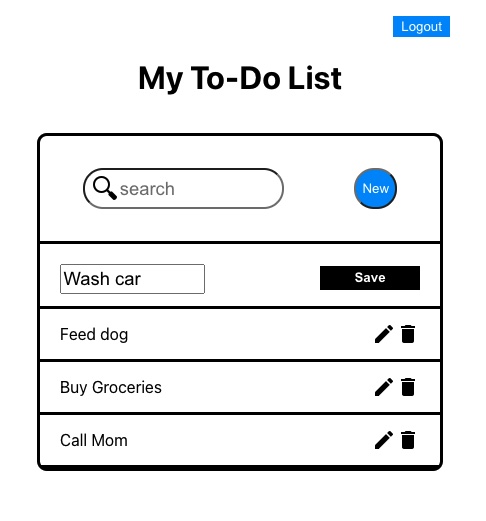 Logout
My To-Do List
search
New
Wash car
Save
Feed dog
Buy Groceries
Call Mom